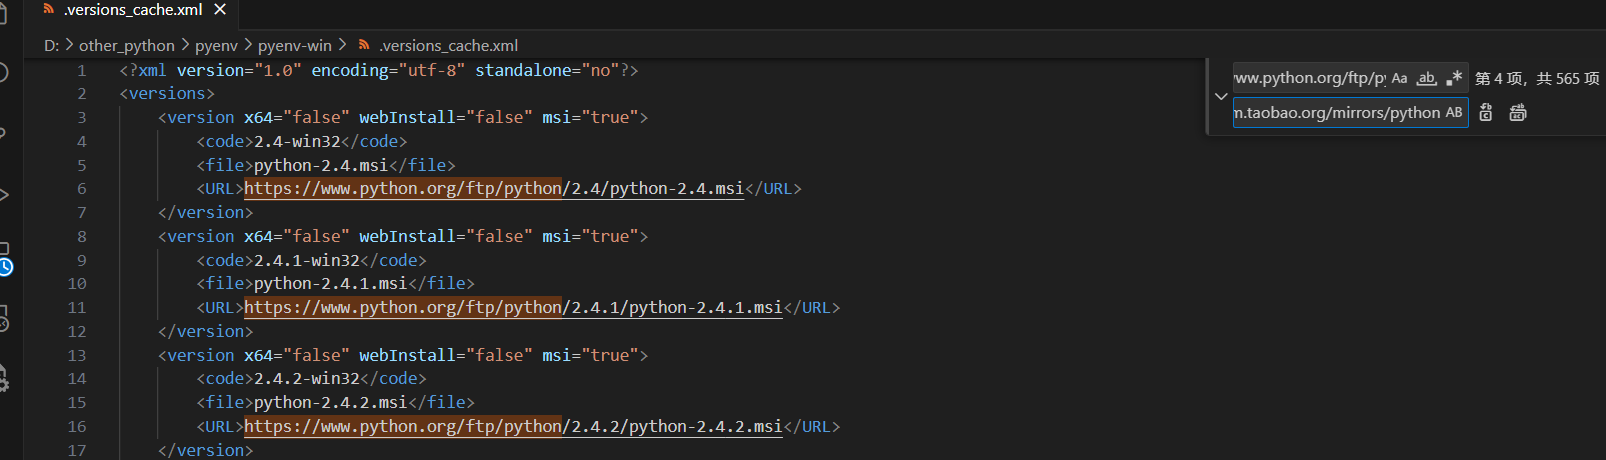 .versions_cache.xml
D: > other_python > pyenv > pyenv-win > .versions_cache.xml
ww.python.org/ftp/py Aa ab .* 第 4 项，共 565 项
m.taobao.org/mirrors/python AB
1 <?xml version="1.0" encoding="utf-8" standalone="no"?>
2 <versions>
3 <version x64="false" webInstall="false" msi="true">
4 <code>2.4-win32</code>
5 <file>python-2.4.msi</file>
6 <URL>https://www.python.org/ftp/python/2.4/python-2.4.msi</URL>
7 </version>
8 <version x64="false" webInstall="false" msi="true">
9 <code>2.4.1-win32</code>
10 <file>python-2.4.1.msi</file>
11 <URL>https://www.python.org/ftp/python/2.4.1/python-2.4.1.msi</URL>
12 </version>
13 <version x64="false" webInstall="false" msi="true">
14 <code>2.4.2-win32</code>
15 <file>python-2.4.2.msi</file>
16 <URL>https://www.python.org/ftp/python/2.4.2/python-2.4.2.msi</URL>
17 </version>